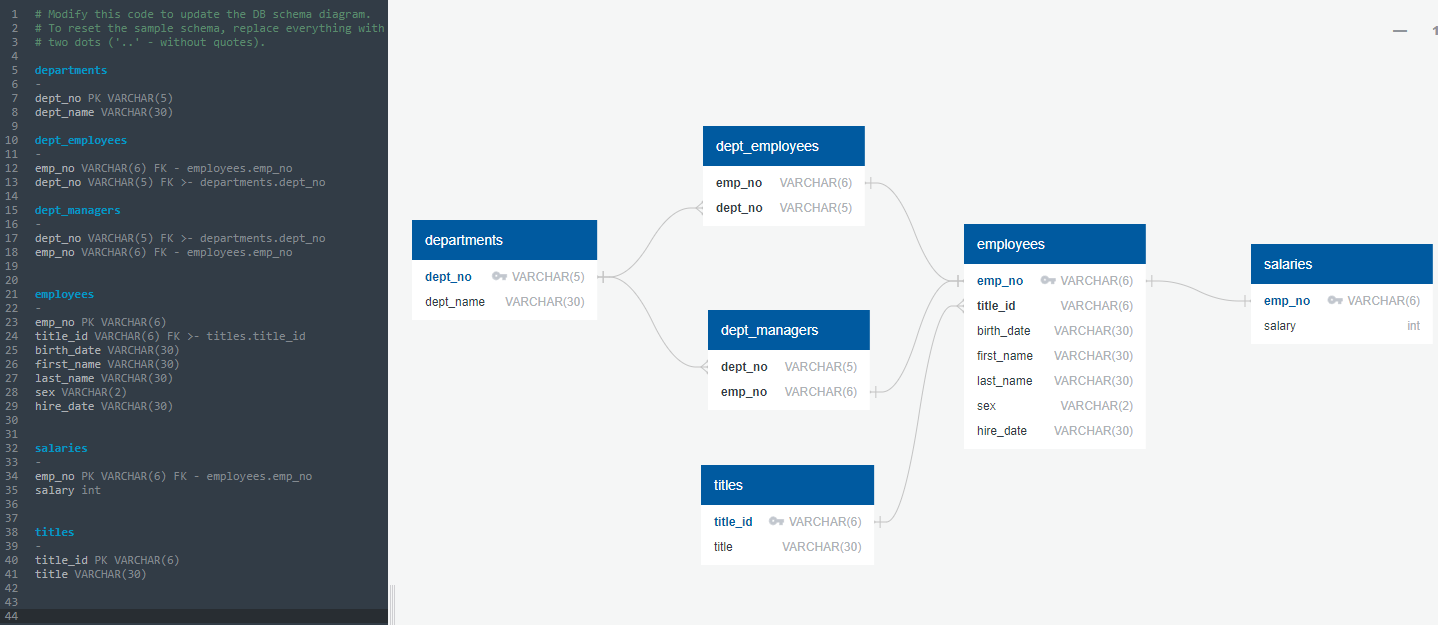 1 # Modify this code to update the DB schema diagram.
2 # To reset the sample schema, replace everything with
3 # two dots ('..' - without quotes).
4
5 departments
6 -
7 dept_no PK VARCHAR(5)
8 dept_name VARCHAR(30)
9
10 dept_employees
11 -
12 emp_no VARCHAR(6) FK - employees.emp_no
13 dept_no VARCHAR(5) FK >- departments.dept_no
14
15 dept_managers
16 -
17 dept_no VARCHAR(5) FK >- departments.dept_no
18 emp_no VARCHAR(6) FK - employees.emp_no
19
20
21 employees
22 -
23 emp_no PK VARCHAR(6)
24 title_id VARCHAR(6) FK >- titles.title_id
25 birth_date VARCHAR(30)
26 first_name VARCHAR(30)
27 last_name VARCHAR(30)
28 sex VARCHAR(2)
29 hire_date VARCHAR(30)
30
31
32 salaries
33 -
34 emp_no PK VARCHAR(6) FK - employees.emp_no
35 salary int
36
37
38 titles
39 -
40 title_id PK VARCHAR(6)
41 title VARCHAR(30)
42
43
44
departments
dept_no VARCHAR(5)
dept_name VARCHAR(30)
dept_employees
emp_no VARCHAR(6)
dept_no VARCHAR(5)
dept_managers
dept_no VARCHAR(5)
emp_no VARCHAR(6)
titles
title_id VARCHAR(6)
title VARCHAR(30)
employees
emp_no VARCHAR(6)
title_id VARCHAR(6)
birth_date VARCHAR(30)
first_name VARCHAR(30)
last_name VARCHAR(30)
sex VARCHAR(2)
hire_date VARCHAR(30)
salaries
emp_no VARCHAR(6)
salary int